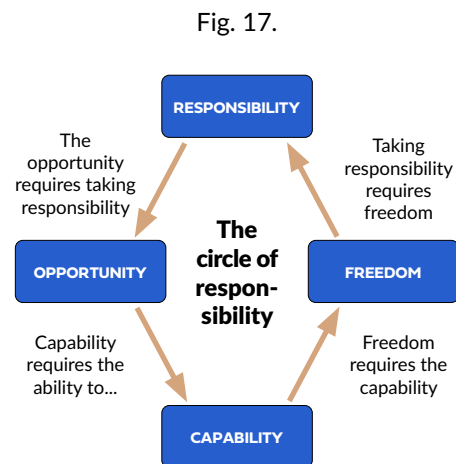 Fig. 17.
RESPONSIBILITY
The
opportunity
requires taking
responsibility
Taking
responsibility
requires
freedom
The
circle of
respon-
sibility
OPPORTUNITY
FREEDOM
Capability
requires the
ability to...
Freedom
requires the
capability
CAPABILITY